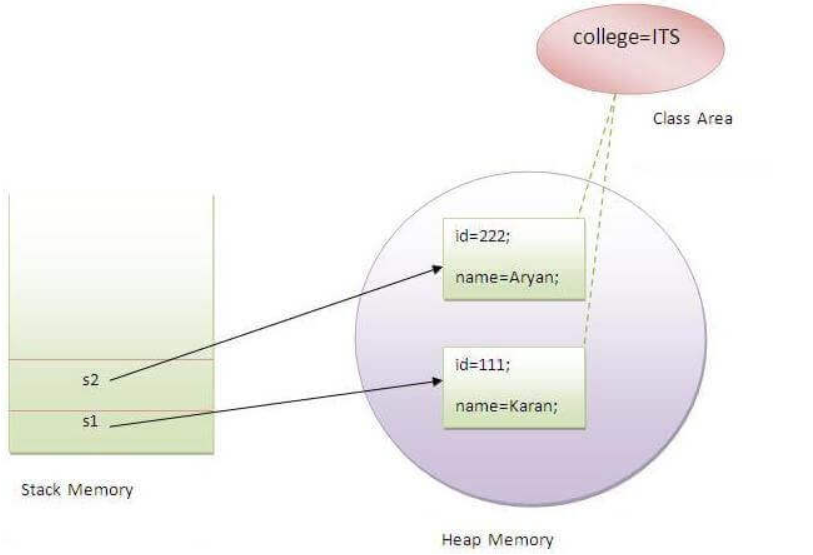 college=ITS
Class Area
id=222;
name=Aryan;
id=111;
name=Karan;
s2
s1
Stack Memory
Heap Memory